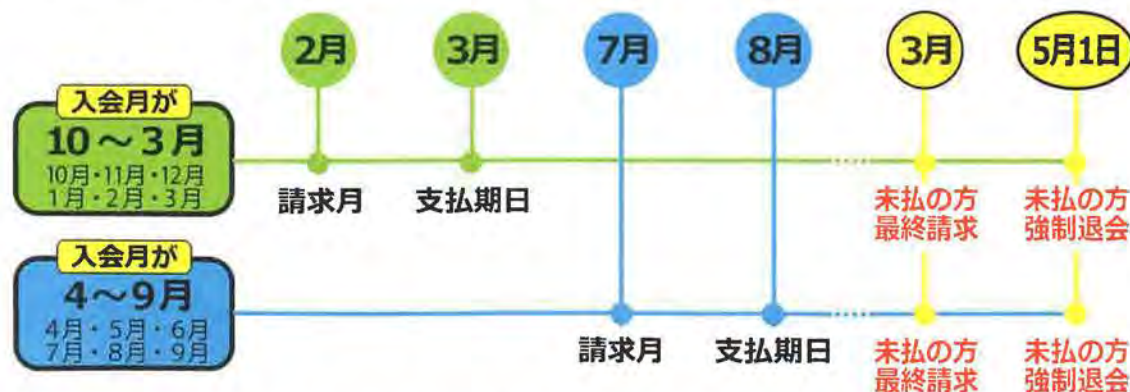 2月 3月 7月 8月 3月 5月1日
入会月が
10～3月
10月・11月・12月
1月・2月・3月
請求月 支払期日
未払の方
最終請求
未払の方
強制退会
入会月が
4～9月
4月・5月・6月
7月・8月・9月
請求月 支払期日
未払の方
最終請求
未払の方
強制退会